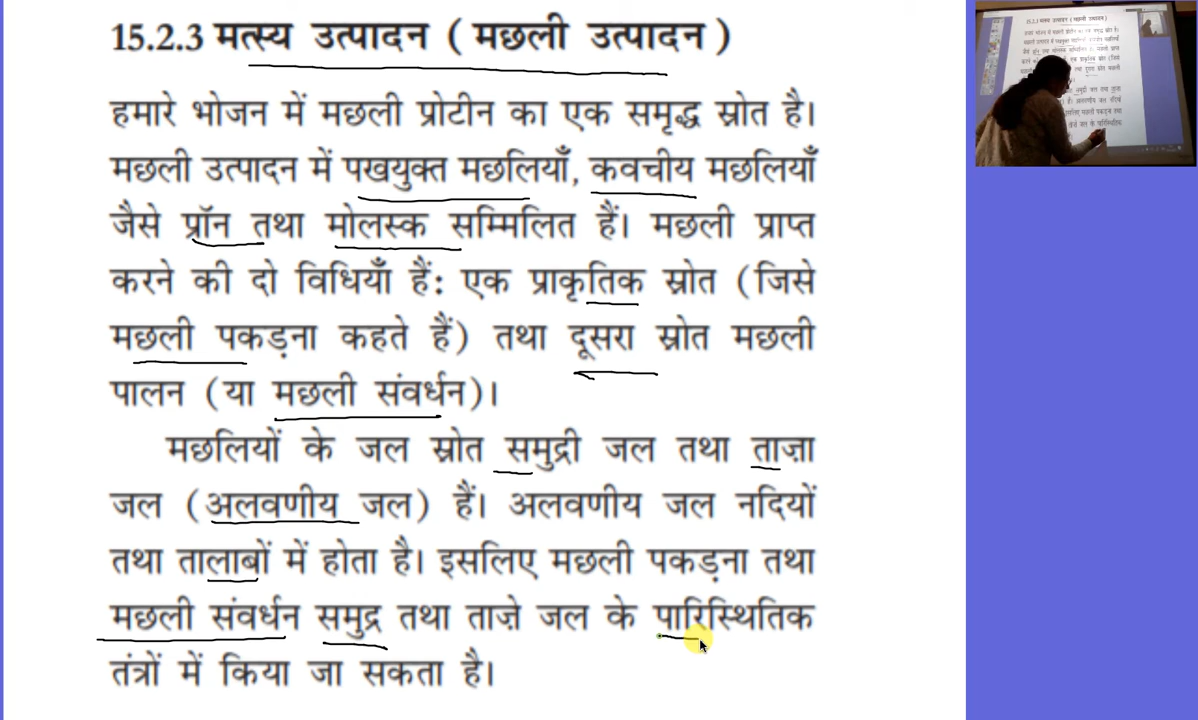 15.2.3 मत्स्य उत्पादन ( मछली उत्पादन )
हमारे भोजन में मछली प्रोटीन का एक समृद्ध स्रोत है।
मछली उत्पादन में पखयुक्त मछलियाँ, कवचीय मछलियाँ
जैसे प्रॉन तथा मोलस्क सम्मिलित हैं। मछली प्राप्त
करने की दो विधियाँ हैं: एक प्राकृतिक स्रोत (जिसे
मछली पकड़ना कहते हैं) तथा दूसरा स्रोत मछली
पालन (या मछली संवर्धन)।
मछलियों के जल स्रोत समुद्री जल तथा ताज़ा
जल (अलवणीय जल) हैं। अलवणीय जल नदियों
तथा तालाबों में होता है। इसलिए मछली पकड़ना तथा
मछली संवर्धन समुद्र तथा ताज़े जल के पारिस्थितिक
तंत्रों में किया जा सकता है।